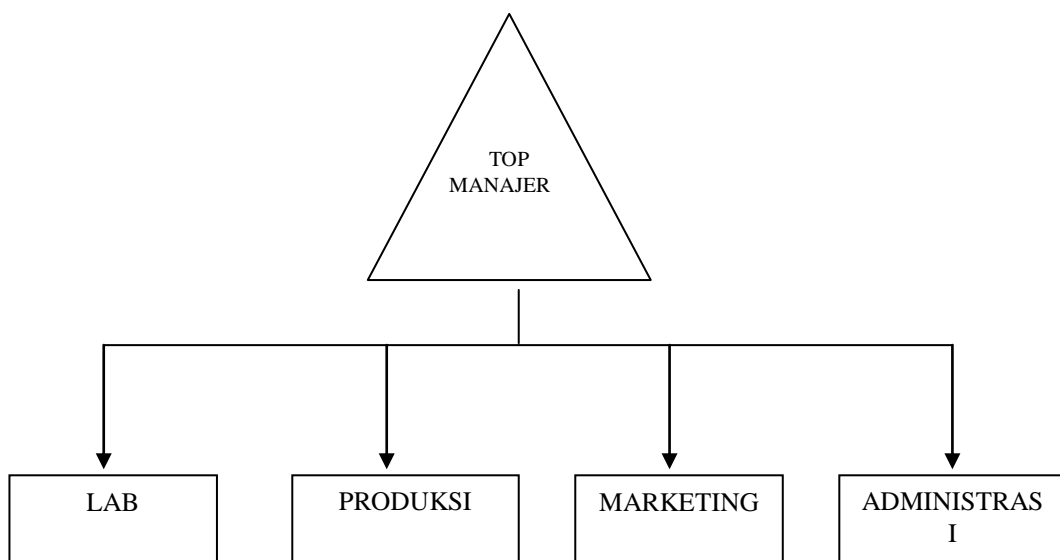 TOP
MANAJER
LAB
PRODUKSI
MARKETING
ADMINISTRAS
I